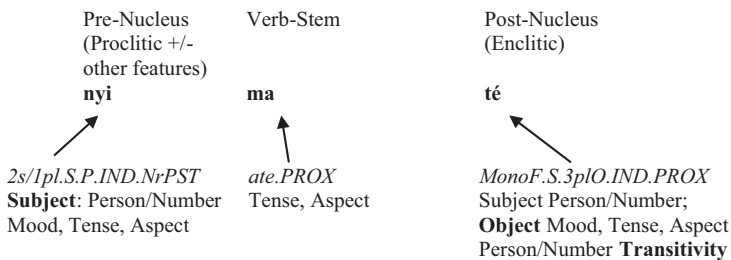 Pre-Nucleus Verb-Stem Post-Nucleus
(Proclitic +/- (Enclitic)
other features)
nyi ma té
2s/1pl.S.P.IND.NrPST ate.PROX MonoF.S.3plO.IND.PROX
Subject: Person/Number Tense, Aspect Subject Person/Number;
Mood, Tense, Aspect Object Mood, Tense, Aspect
Person/Number Transitivity